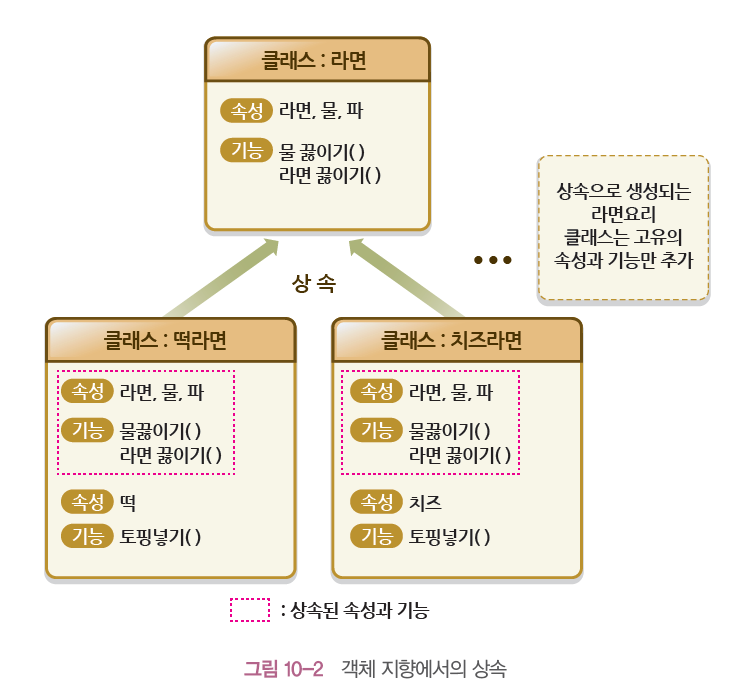 클래스 : 라면
속성 라면, 물, 파
기능 물 끓이기( )
라면 끓이기( )
상속으로 생성되는
라면요리
클래스는 고유의
속성과 기능만 추가
•••
상 속
클래스 : 떡라면
속성 라면, 물, 파
기능 물끓이기( )
라면 끓이기( )
속성 떡
기능 토핑넣기( )
클래스 : 치즈라면
속성 라면, 물, 파
기능 물끓이기( )
라면 끓이기( )
속성 치즈
기능 토핑넣기( )
: 상속된 속성과 기능
그림 10-2 객체 지향에서의 상속